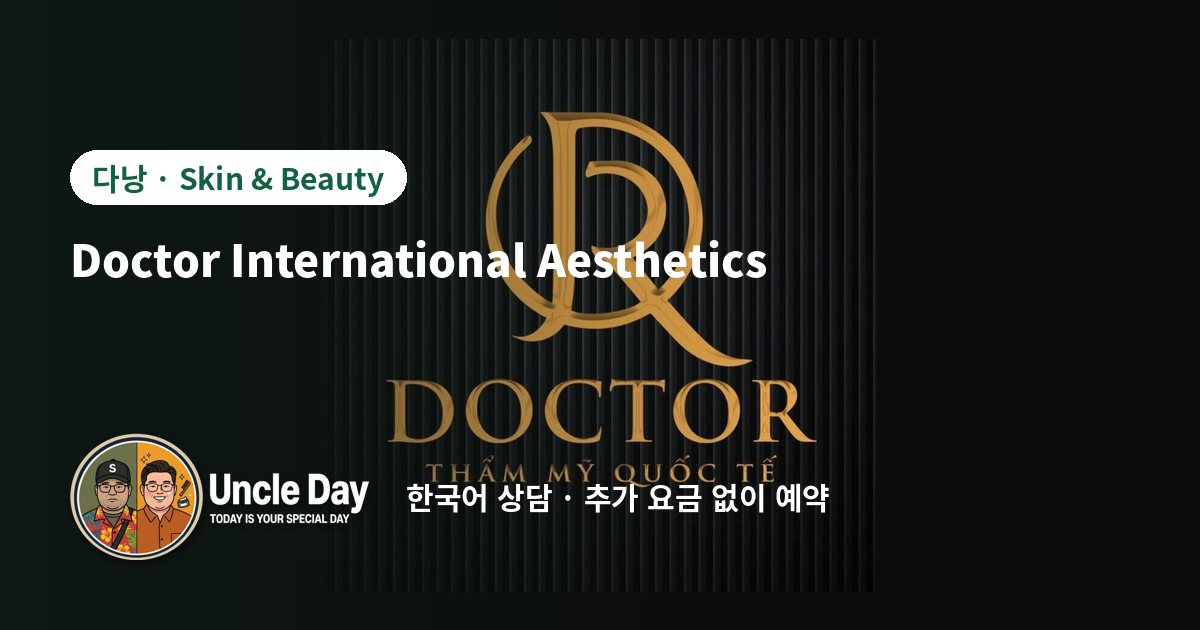 다낭 · Skin & Beauty
Doctor International Aesthetics
DOCTOR
THẨM MỸ QUỐC TẾ
S
Uncle Day
TODAY IS YOUR SPECIAL DAY
한국어 상담 · 추가 요금 없이 예약